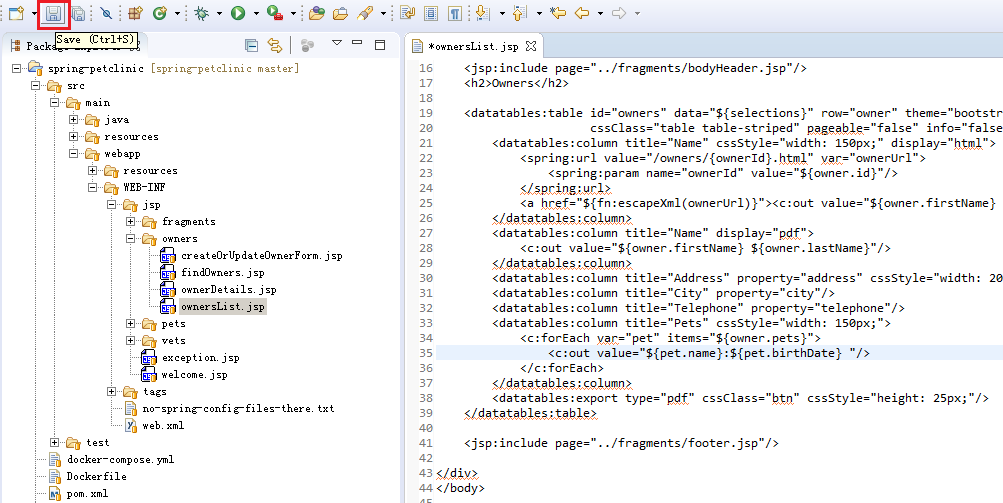 Save (Ctrl+S)
spring-petclinic [spring-petclinic master]
src
main
java
resources
webapp
resources
WEB-INF
jsp
fragments
owners
createOrUpdateOwnerForm.jsp
findOwners.jsp
ownerDetails.jsp
ownersList.jsp
pets
vets
exception.jsp
welcome.jsp
tags
no-spring-config-files-there.txt
web.xml
test
docker-compose.yml
Dockerfile
pom.xml
*ownersList.jsp
16 <jsp:include page="../fragments/bodyHeader.jsp"/>
17 <h2>Owners</h2>
18
19 <datatables:table id="owners" data="${selections}" row="owner" theme="bootstr
20 cssClass="table table-striped" pageable="false" info="false
21 <datatables:column title="Name" cssStyle="width: 150px;" display="html">
22 <spring:url value="/owners/{ownerId}.html" var="ownerUrl">
23 <spring:param name="ownerId" value="${owner.id}"/>
24 </spring:url>
25 <a href="${fn:escapeXml(ownerUrl)}"><c:out value="${owner.firstName}
26 </datatables:column>
27 <datatables:column title="Name" display="pdf">
28 <c:out value="${owner.firstName} ${owner.lastName}"/>
29 </datatables:column>
30 <datatables:column title="Address" property="address" cssStyle="width: 20
31 <datatables:column title="City" property="city"/>
32 <datatables:column title="Telephone" property="telephone"/>
33 <datatables:column title="Pets" cssStyle="width: 150px;">
34 <c:forEach var="pet" items="${owner.pets}">
35 <c:out value="${pet.name}:${pet.birthDate} "/>
36 </c:forEach>
37 </datatables:column>
38 <datatables:export type="pdf" cssClass="btn" cssStyle="height: 25px;"/>
39 </datatables:table>
40
41 <jsp:include page="../fragments/footer.jsp"/>
42
43 </div>
44 </body>